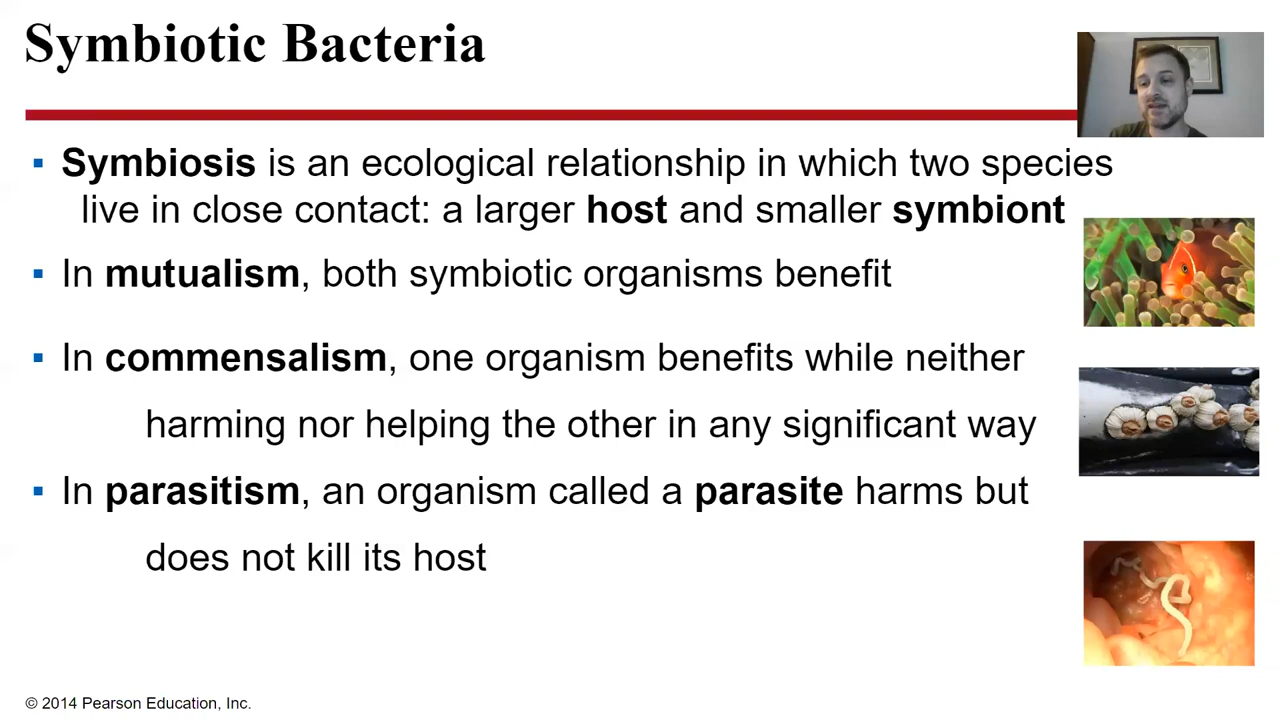 Symbiotic Bacteria
▪ Symbiosis is an ecological relationship in which two species
live in close contact: a larger host and smaller symbiont
▪ In mutualism, both symbiotic organisms benefit
▪ In commensalism, one organism benefits while neither
harming nor helping the other in any significant way
▪ In parasitism, an organism called a parasite harms but
does not kill its host
© 2014 Pearson Education, Inc.